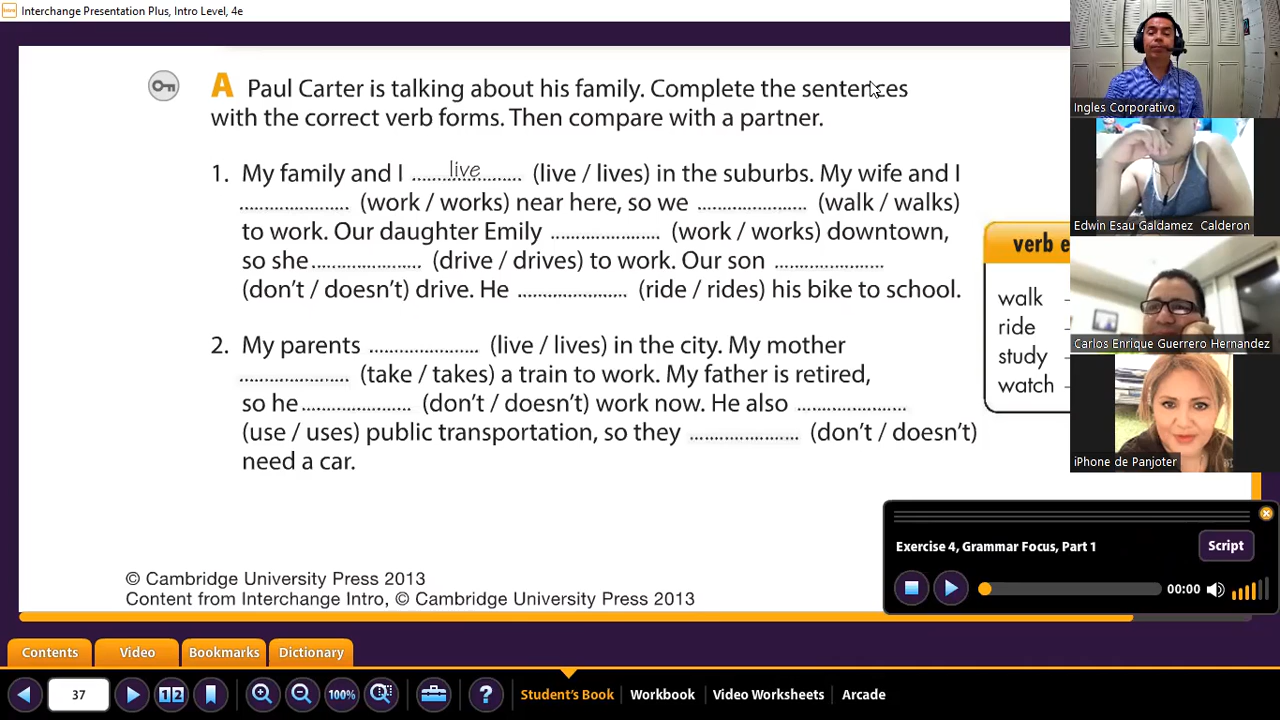 Interchange Presentation Plus, Intro Level, 4e
A Paul Carter is talking about his family. Complete the sentences
with the correct verb forms. Then compare with a partner.
1. My family and I ....live.... (live / lives) in the suburbs. My wife and I
.................... (work / works) near here, so we .................... (walk / walks)
to work. Our daughter Emily .................... (work / works) downtown,
so she .................... (drive / drives) to work. Our son ....................
(don't / doesn't) drive. He .................... (ride / rides) his bike to school.
2. My parents .................... (live / lives) in the city. My mother
.................... (take / takes) a train to work. My father is retired,
so he .................... (don't / doesn't) work now. He also ....................
(use / uses) public transportation, so they .................... (don't / doesn't)
need a car.
verb e
walk
ride
study
watch
© Cambridge University Press 2013
Content from Interchange Intro, © Cambridge University Press 2013
Ingles Corporativo
Edwin Esau Galdamez Calderon
Carlos Enrique Guerrero Hernandez
iPhone de Panjoter
Exercise 4, Grammar Focus, Part 1
Script
00:00
Contents
Video
Bookmarks
Dictionary
37
1 2
100%
?
Student's Book
Workbook
Video Worksheets
Arcade